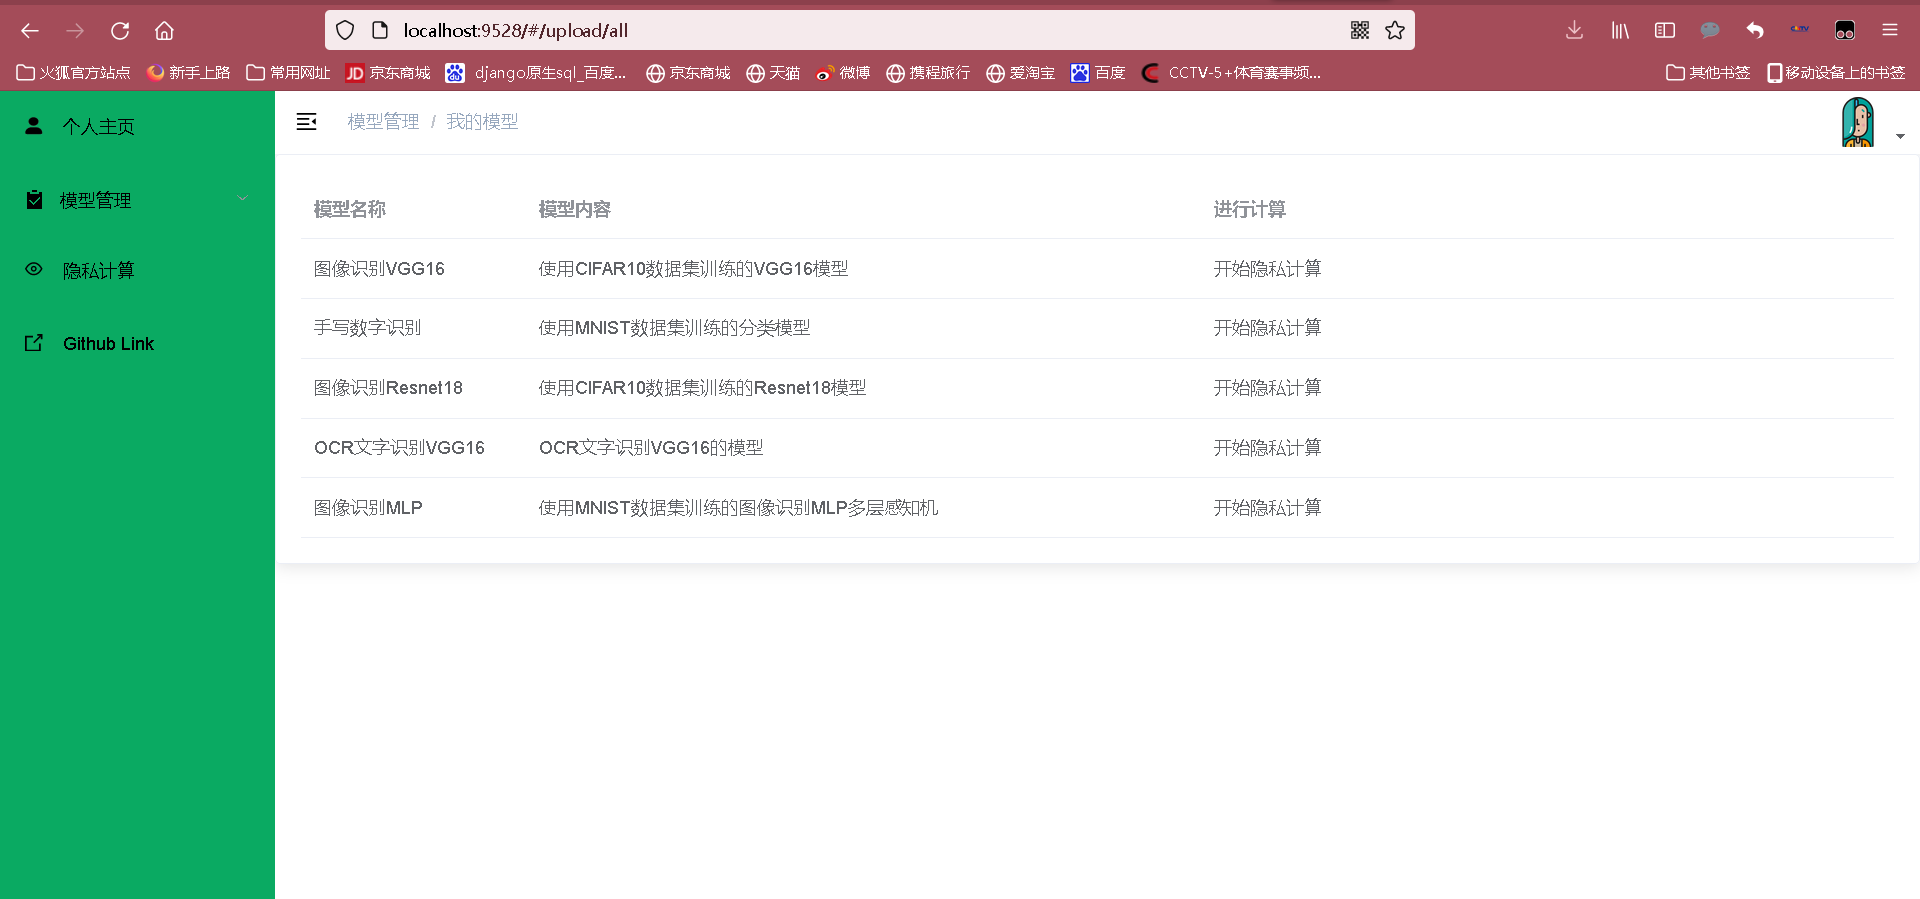 localhost:9528/#/upload/all
火狐官方站点 新手上路 常用网址 JD 京东商城 du django原生sql_百度... 京东商城 天猫 微博 携程旅行 爱淘宝 百度 CCTV-5+体育赛事频... 其他书签 移动设备上的书签
个人主页
模型管理
隐私计算
Github Link
模型管理 / 我的模型
模型名称 模型内容 进行计算
图像识别VGG16 使用CIFAR10数据集训练的VGG16模型 开始隐私计算
手写数字识别 使用MNIST数据集训练的分类模型 开始隐私计算
图像识别Resnet18 使用CIFAR10数据集训练的Resnet18模型 开始隐私计算
OCR文字识别VGG16 OCR文字识别VGG16的模型 开始隐私计算
图像识别MLP 使用MNIST数据集训练的图像识别MLP多层感知机 开始隐私计算